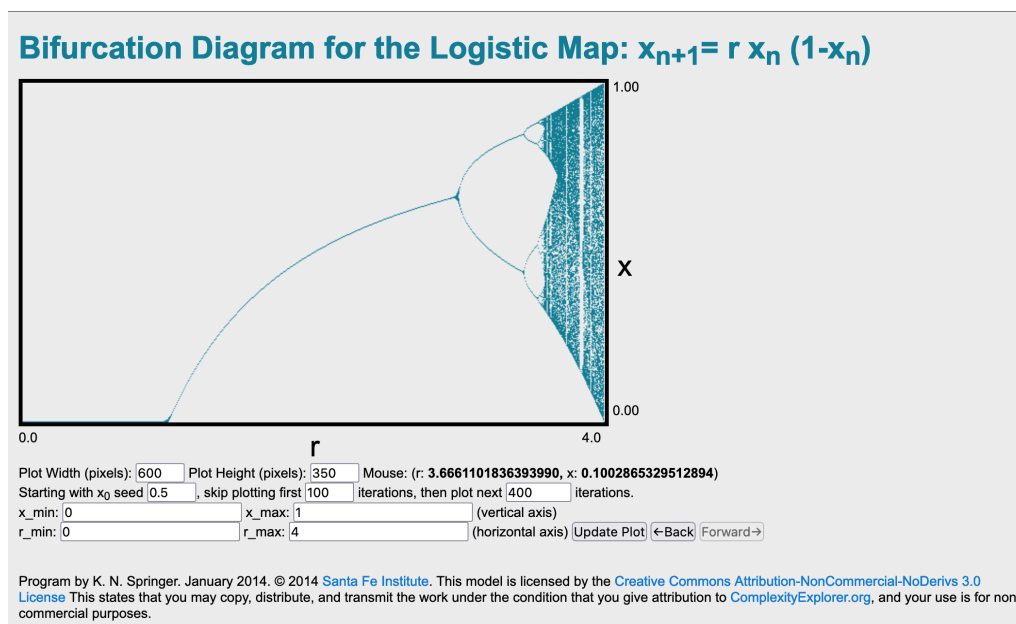 Bifurcation Diagram for the Logistic Map: xn+1= r xn (1-xn)
1.00
x
0.00
0.0
r
4.0
Plot Width (pixels): 600 Plot Height (pixels): 350 Mouse: (r: 3.6661101836393990, x: 0.1002865329512894)
Starting with x0 seed 0.5 , skip plotting first 100 iterations, then plot next 400 iterations.
x_min: 0 x_max: 1 (vertical axis)
r_min: 0 r_max: 4 (horizontal axis) Update Plot ←Back Forward→
Program by K. N. Springer. January 2014. © 2014 Santa Fe Institute. This model is licensed by the Creative Commons Attribution-NonCommercial-NoDerivs 3.0
License This states that you may copy, distribute, and transmit the work under the condition that you give attribution to ComplexityExplorer.org, and your use is for non
commercial purposes.